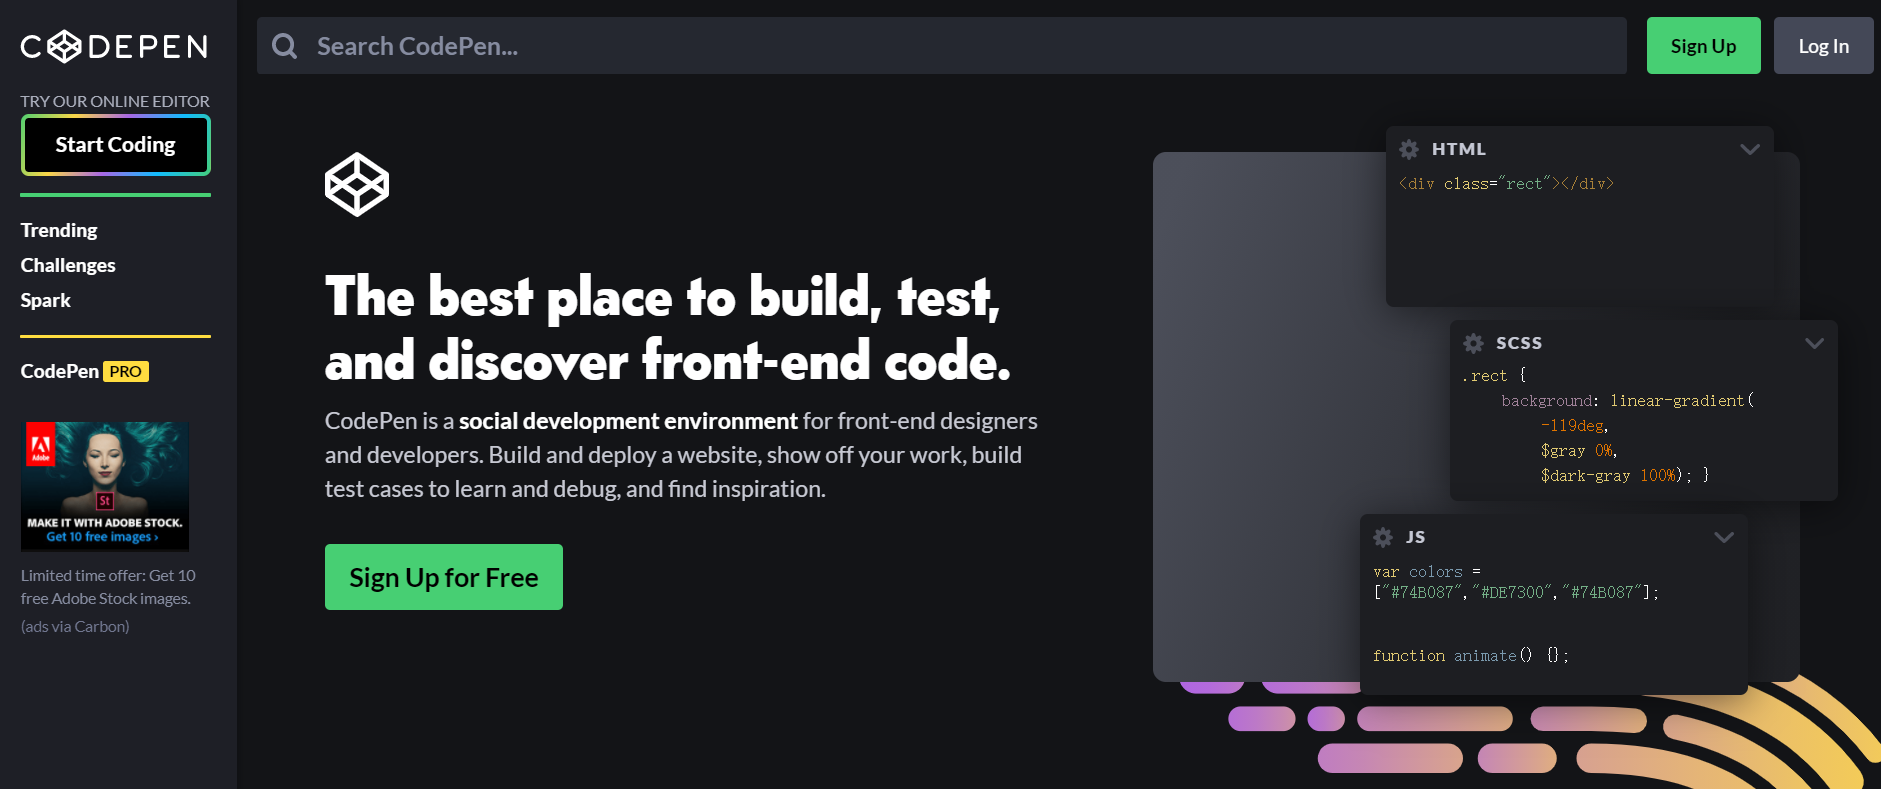 CODEPEN
TRY OUR ONLINE EDITOR
Start Coding
Trending
Challenges
Spark
CodePen PRO
Adobe
St
MAKE IT WITH ADOBE STOCK.
Get 10 free images ›
Limited time offer: Get 10
free Adobe Stock images.
(ads via Carbon)
Search CodePen...
Sign Up
Log In
The best place to build, test,
and discover front-end code.
CodePen is a social development environment for front-end designers
and developers. Build and deploy a website, show off your work, build
test cases to learn and debug, and find inspiration.
Sign Up for Free
HTML
<div class="rect"></div>
SCSS
.rect {
background: linear-gradient(
-119deg,
$gray 0%,
$dark-gray 100%); }
JS
var colors =
["#74B087","#DE7300","#74B087"];
function animate() {};